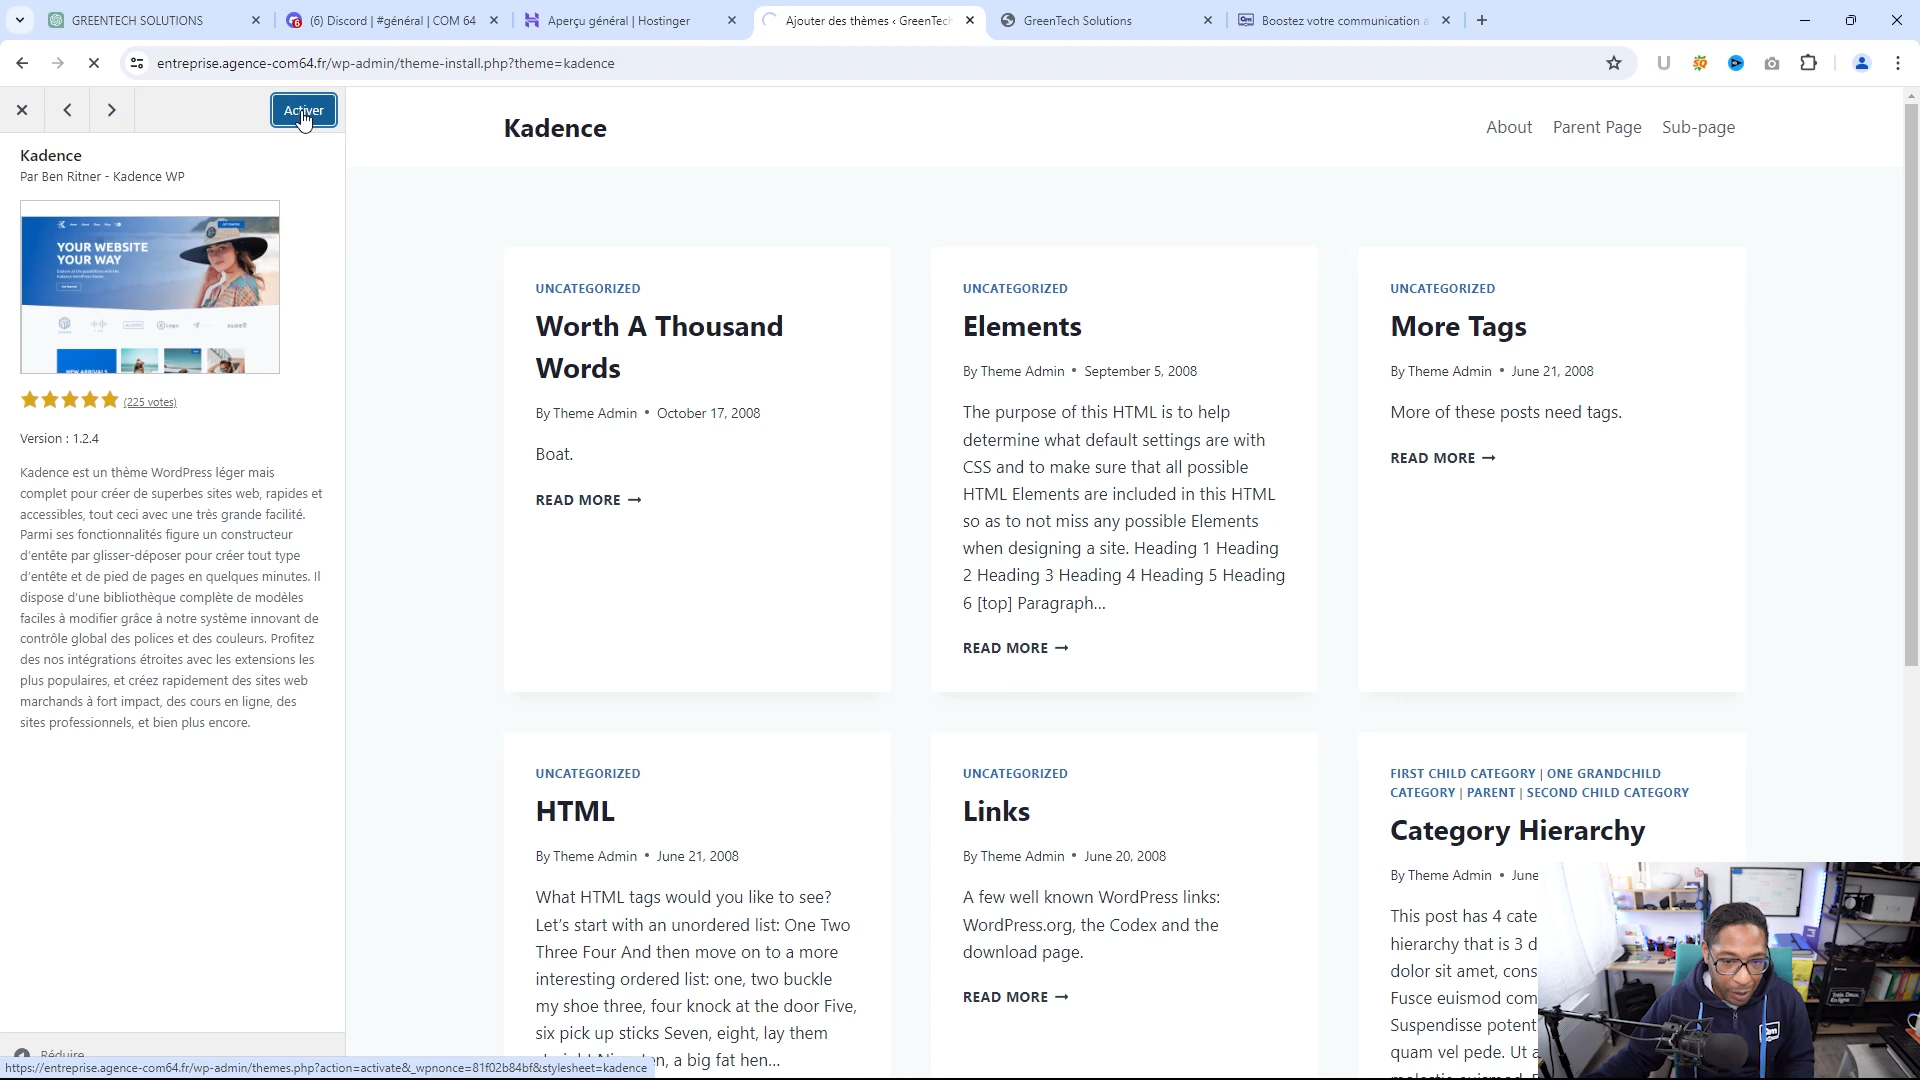 GREENTECH SOLUTIONS
(6) Discord | #général | COM 64
Aperçu général | Hostinger
Ajouter des thèmes ‹ GreenTech
GreenTech Solutions
Boostez votre communication a
entreprise.agence-com64.fr/wp-admin/theme-install.php?theme=kadence
Activer
Kadence
Par Ben Ritner - Kadence WP
YOUR WEBSITE
YOUR WAY
(225 votes)
Version : 1.2.4
Kadence est un thème WordPress léger mais
complet pour créer de superbes sites web, rapides et
accessibles, tout ceci avec une très grande facilité.
Parmi ses fonctionnalités figure un constructeur
d’entête par glisser-déposer pour créer tout type
d’entête et de pied de pages en quelques minutes. Il
dispose d’une bibliothèque complète de modèles
faciles à modifier grâce à notre système innovant de
contrôle global des polices et des couleurs. Profitez
des nos intégrations étroites avec les extensions les
plus populaires, et créez rapidement des sites web
marchands à fort impact, des cours en ligne, des
sites professionnels, et bien plus encore.
Réduire
https://entreprise.agence-com64.fr/wp-admin/themes.php?action=activate&_wpnonce=81f02b84bf&stylesheet=kadence
Kadence
About Parent Page Sub-page
UNCATEGORIZED
Worth A Thousand
Words
By Theme Admin • October 17, 2008
Boat.
READ MORE →
UNCATEGORIZED
Elements
By Theme Admin • September 5, 2008
The purpose of this HTML is to help
determine what default settings are with
CSS and to make sure that all possible
HTML Elements are included in this HTML
so as to not miss any possible Elements
when designing a site. Heading 1 Heading
2 Heading 3 Heading 4 Heading 5 Heading
6 [top] Paragraph...
READ MORE →
UNCATEGORIZED
More Tags
By Theme Admin • June 21, 2008
More of these posts need tags.
READ MORE →
UNCATEGORIZED
HTML
By Theme Admin • June 21, 2008
What HTML tags would you like to see?
Let’s start with an unordered list: One Two
Three Four And then move on to a more
interesting ordered list: one, two buckle
my shoe three, four knock at the door Five,
six pick up sticks Seven, eight, lay them
a big fat hen...
UNCATEGORIZED
Links
By Theme Admin • June 20, 2008
A few well known WordPress links:
WordPress.org, the Codex and the
download page.
READ MORE →
FIRST CHILD CATEGORY | ONE GRANDCHILD
CATEGORY | PARENT | SECOND CHILD CATEGORY
Category Hierarchy
By Theme Admin • June
This post has 4 cate
hierarchy that is 3 d
dolor sit amet, cons
Fusce euismod com
Suspendisse potent
quam vel pede. Ut a